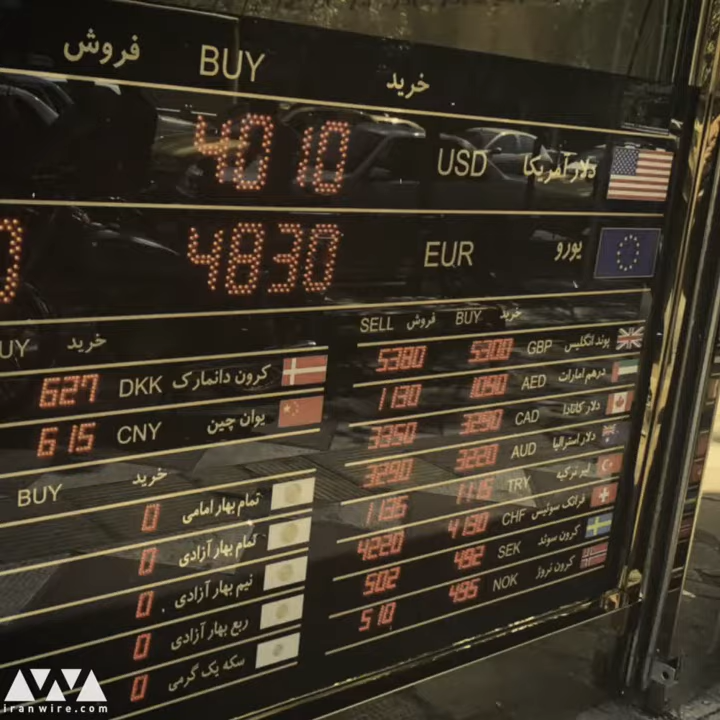 فروش BUY خرید
4010 USD دلار آمریکا
4830 EUR یورو
SELL فروش BUY خرید
5380 5300 GBP پوند انگلیس
1130 1090 AED درهم امارات
3350 3290 CAD دلار کانادا
3290 3220 AUD دلار استرالیا
1135 1115 TRY لیر ترکیه
4220 CHF فرانک سوئیس
502 492 SEK کرون سوئد
510 495 NOK کرون نروژ
UY خرید
627 DKK کرون دانمارک
615 CNY یوان چین
BUY خرید
0 تمام بهار امامی
0 تمام بهار آزادی
0 نیم بهار آزادی
0 ربع بهار آزادی
0 سکه یک گرمی
iranwire.com